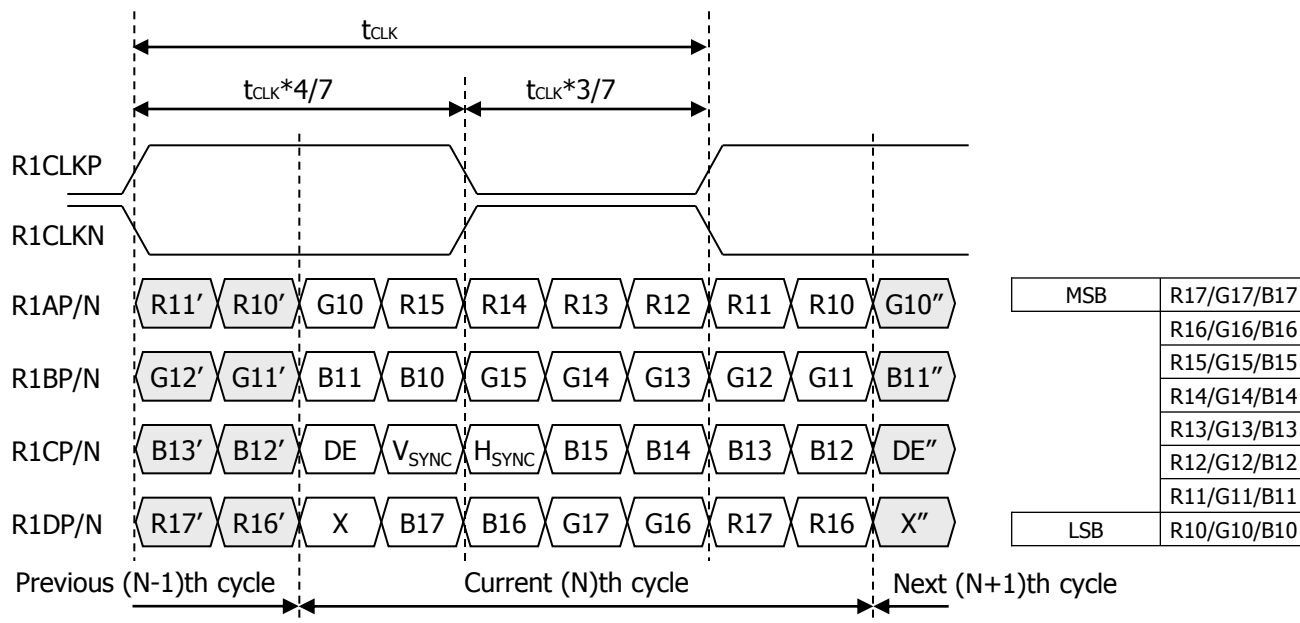 tCLK
tCLK*4/7 tCLK*3/7
R1CLKP
R1CLKN
R1AP/N R11′ R10′ G10 R15 R14 R13 R12 R11 R10 G10″
R1BP/N G12′ G11′ B11 B10 G15 G14 G13 G12 G11 B11″
R1CP/N B13′ B12′ DE VSYNC HSYNC B15 B14 B13 B12 DE″
R1DP/N R17′ R16′ X B17 B16 G17 G16 R17 R16 X″
Previous (N-1)th cycle Current (N)th cycle Next (N+1)th cycle
MSB R17/G17/B17
R16/G16/B16
R15/G15/B15
R14/G14/B14
R13/G13/B13
R12/G12/B12
R11/G11/B11
LSB R10/G10/B10